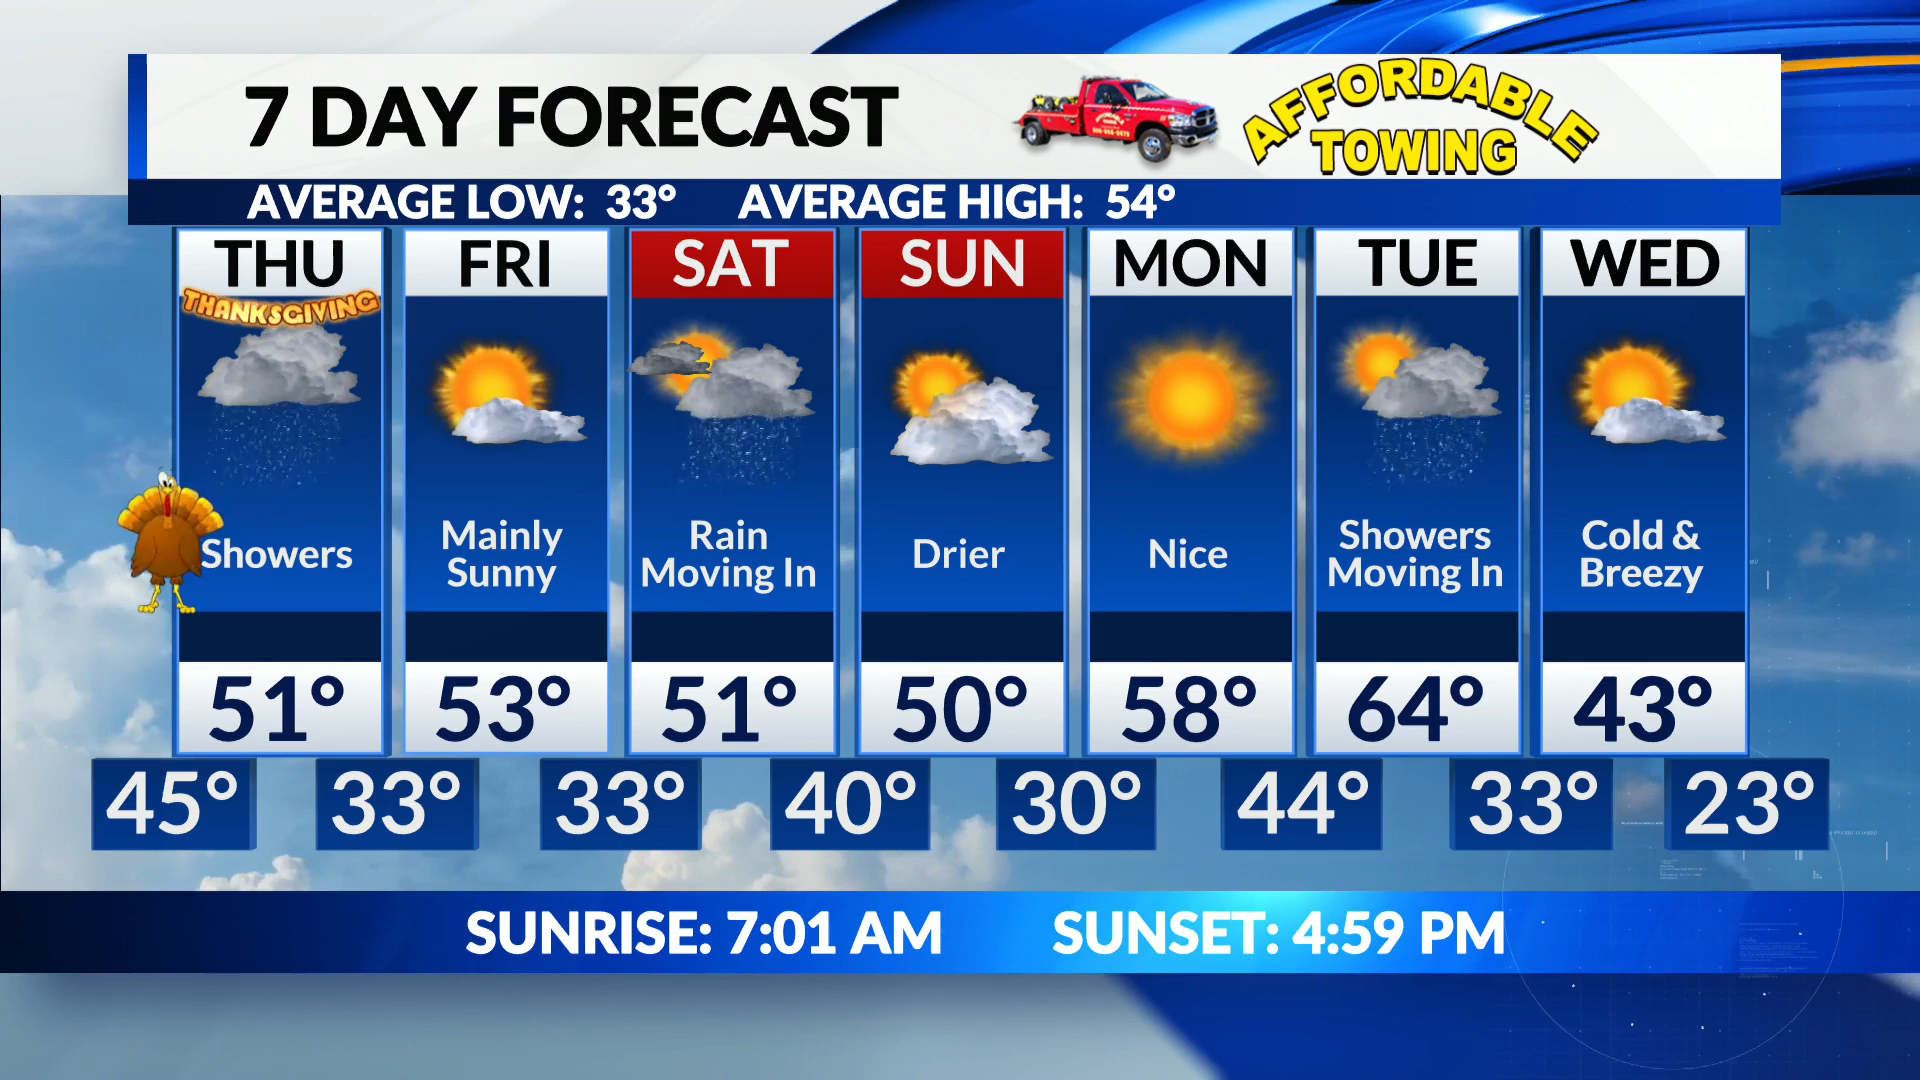 7 DAY FORECAST
AFFORDABLE
TOWING
AVERAGE LOW: 33° AVERAGE HIGH: 54°
THU FRI SAT SUN MON TUE WED
THANKSGIVING
Showers
Mainly
Sunny
Rain
Moving In
Drier
Nice
Showers
Moving In
Cold &
Breezy
51° 53° 51° 50° 58° 64° 43°
45° 33° 33° 40° 30° 44° 33° 23°
SUNRISE: 7:01 AM SUNSET: 4:59 PM